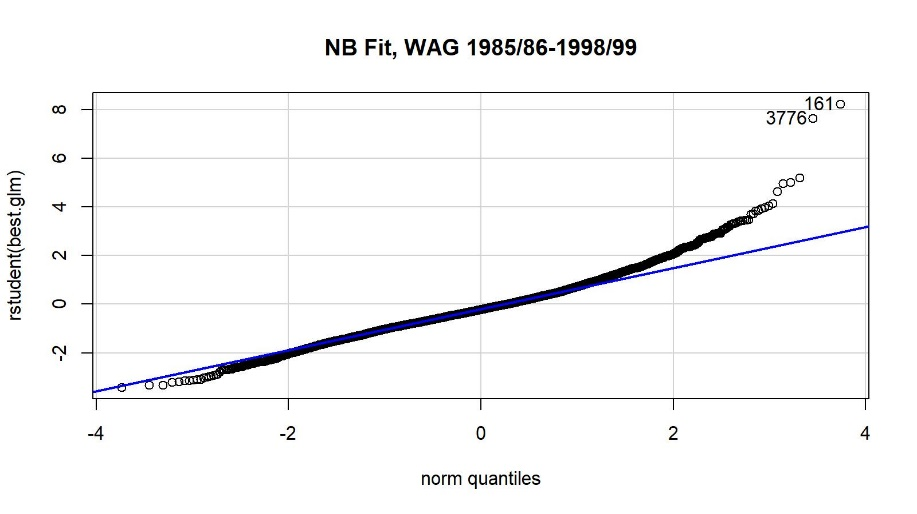 NB Fit, WAG 1985/86-1998/99
8
6
4
2
0
-2
rstudent(best.glm)
161
3776
-4 -2 0 2 4
norm quantiles